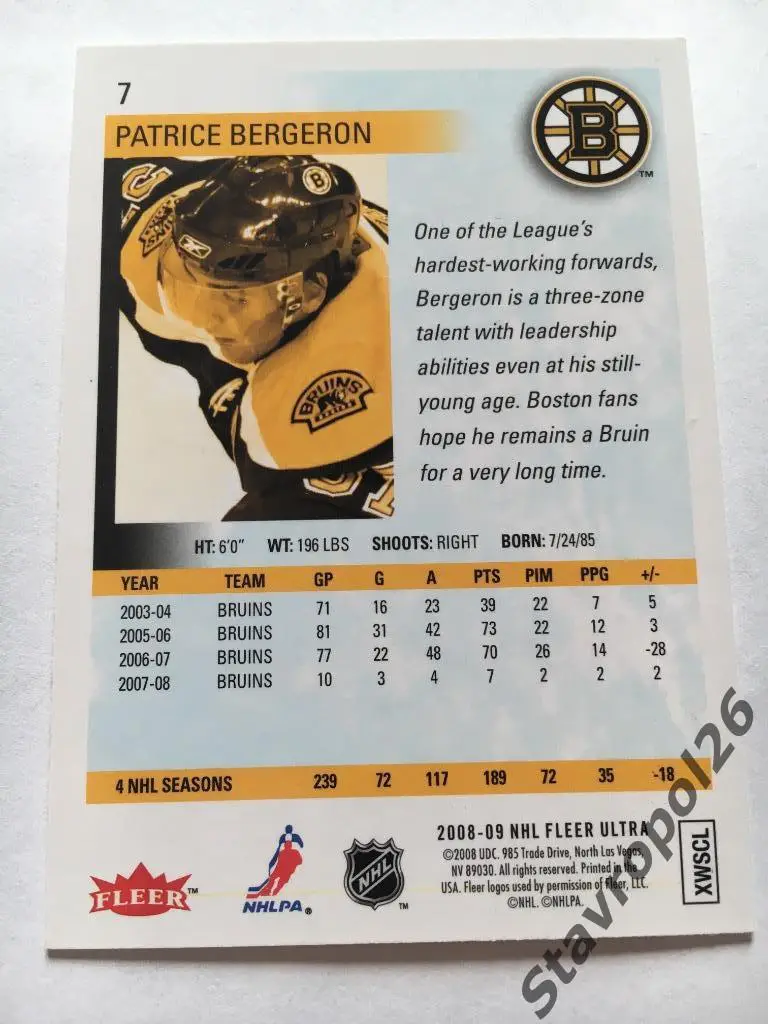 7
PATRICE BERGERON
B
TM
BRUINS
One of the League's
hardest-working forwards,
Bergeron is a three-zone
talent with leadership
abilities even at his still-
young age. Boston fans
hope he remains a Bruin
for a very long time.
HT: 6'0" WT: 196 LBS SHOOTS: RIGHT BORN: 7/24/85
YEAR TEAM GP G A PTS PIM PPG +/-
2003-04 BRUINS 71 16 23 39 22 7 5
2005-06 BRUINS 81 31 42 73 22 12 3
2006-07 BRUINS 77 22 48 70 26 14 -28
2007-08 BRUINS 10 3 4 7 2 2 2
4 NHL SEASONS 239 72 117 189 72 35 -18
2008-09 NHL FLEER ULTRA
©2008 UDC. 985 Trade Drive, North Las Vegas,
NV 89030. All rights reserved. Printed in the
USA. Fleer logos used by permission of Fleer, LLC.
©NHL. ©NHLPA.
XWSCL
FLEER™
NHLPA®
NHL™
Stavropol26